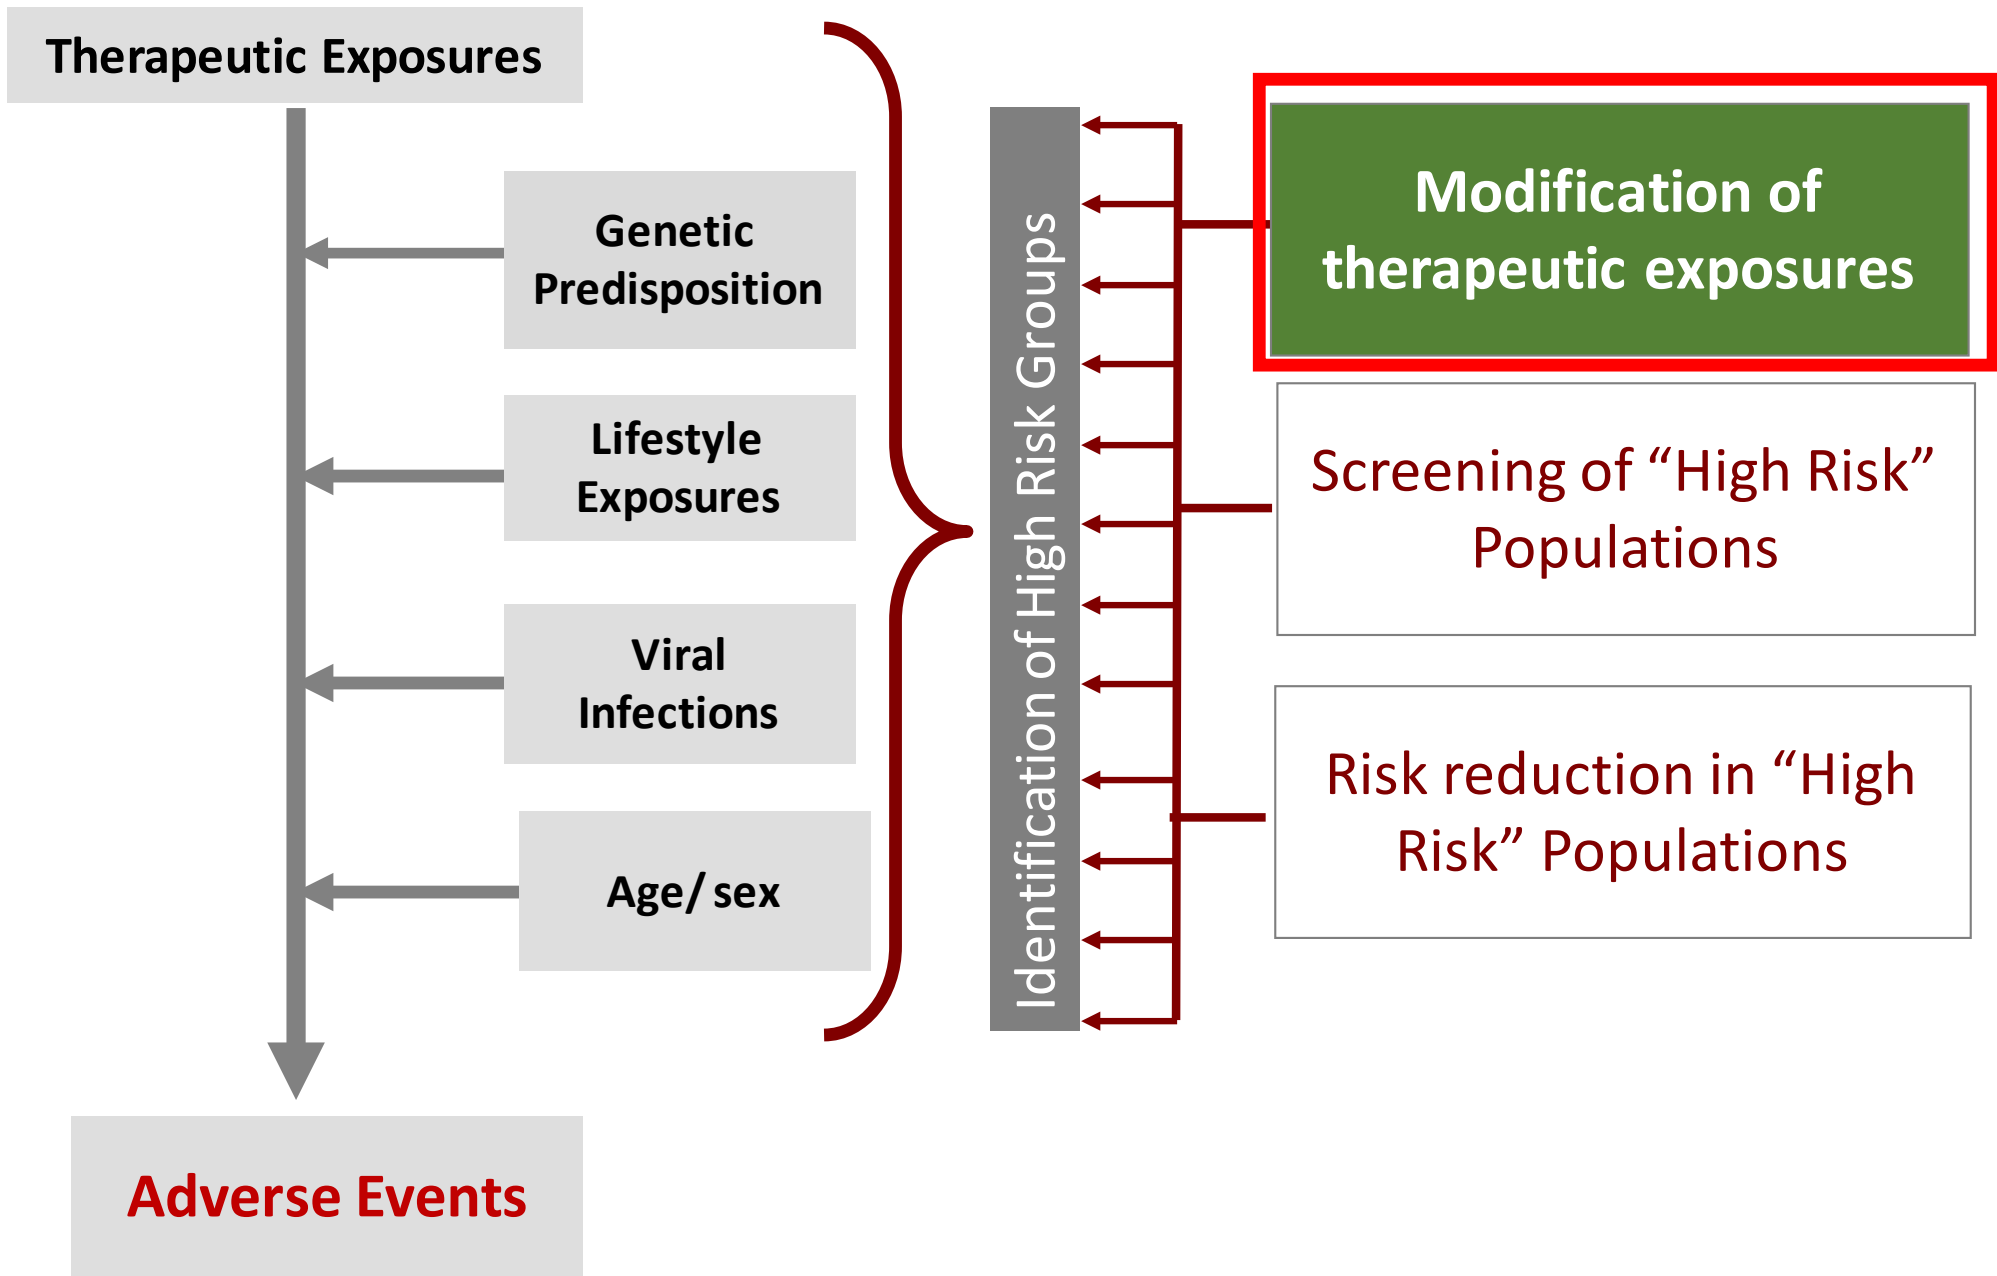 Therapeutic Exposures
Genetic
Predisposition
Lifestyle
Exposures
Viral
Infections
Age/ sex
Adverse Events
Identification of High Risk Groups
Modification of
therapeutic exposures
Screening of “High Risk”
Populations
Risk reduction in “High
Risk” Populations